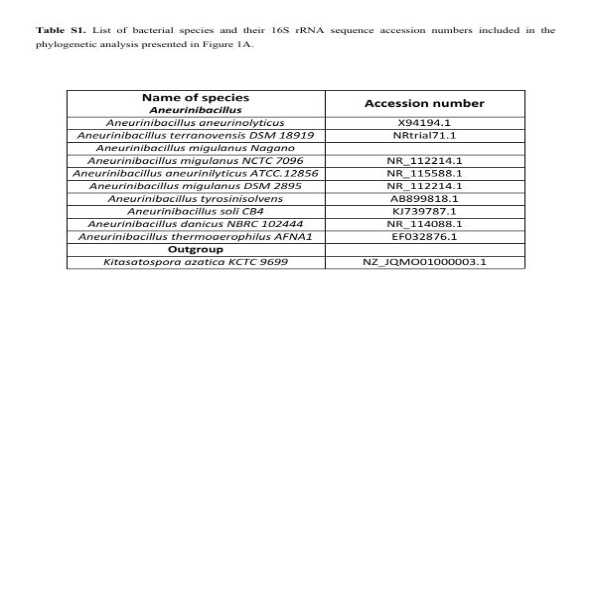 Table S1. List of bacterial species and their 16S rRNA sequence accession numbers included in the
phylogenetic analysis presented in Figure 1A.
Name of species
Aneurinibacillus
Accession number
Aneurinibacillus aneurinolyticus X94194.1
Aneurinibacillus terranovensis DSM 18919 NRtrial71.1
Aneurinibacillus migulanus Nagano
Aneurinibacillus migulanus NCTC 7096 NR_112214.1
Aneurinibacillus aneurinilyticus ATCC.12856 NR_115588.1
Aneurinibacillus migulanus DSM 2895 NR_112214.1
Aneurinibacillus tyrosinisolvens AB899818.1
Aneurinibacillus soli CB4 KJ739787.1
Aneurinibacillus danicus NBRC 102444 NR_114088.1
Aneurinibacillus thermoaerophilus AFNA1 EF032876.1
Outgroup
Kitasatospora azatica KCTC 9699 NZ_JQMO01000003.1